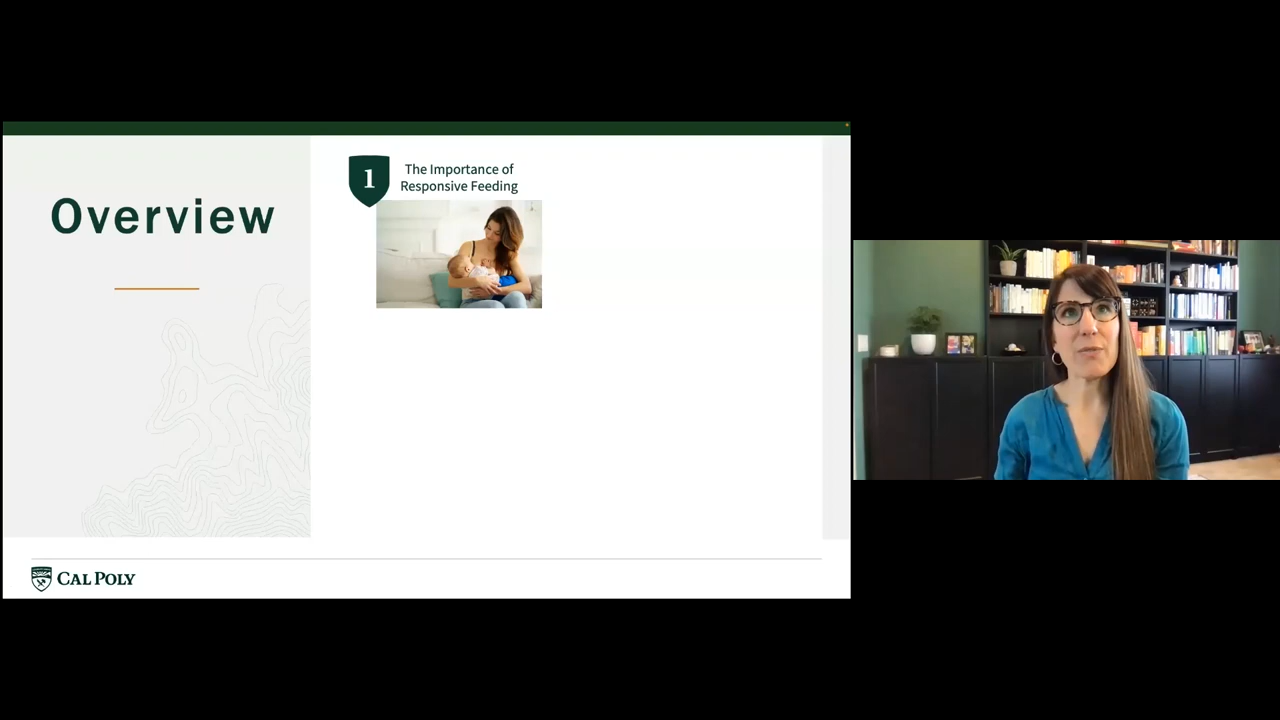 Overview
1
The Importance of
Responsive Feeding
CAL POLY